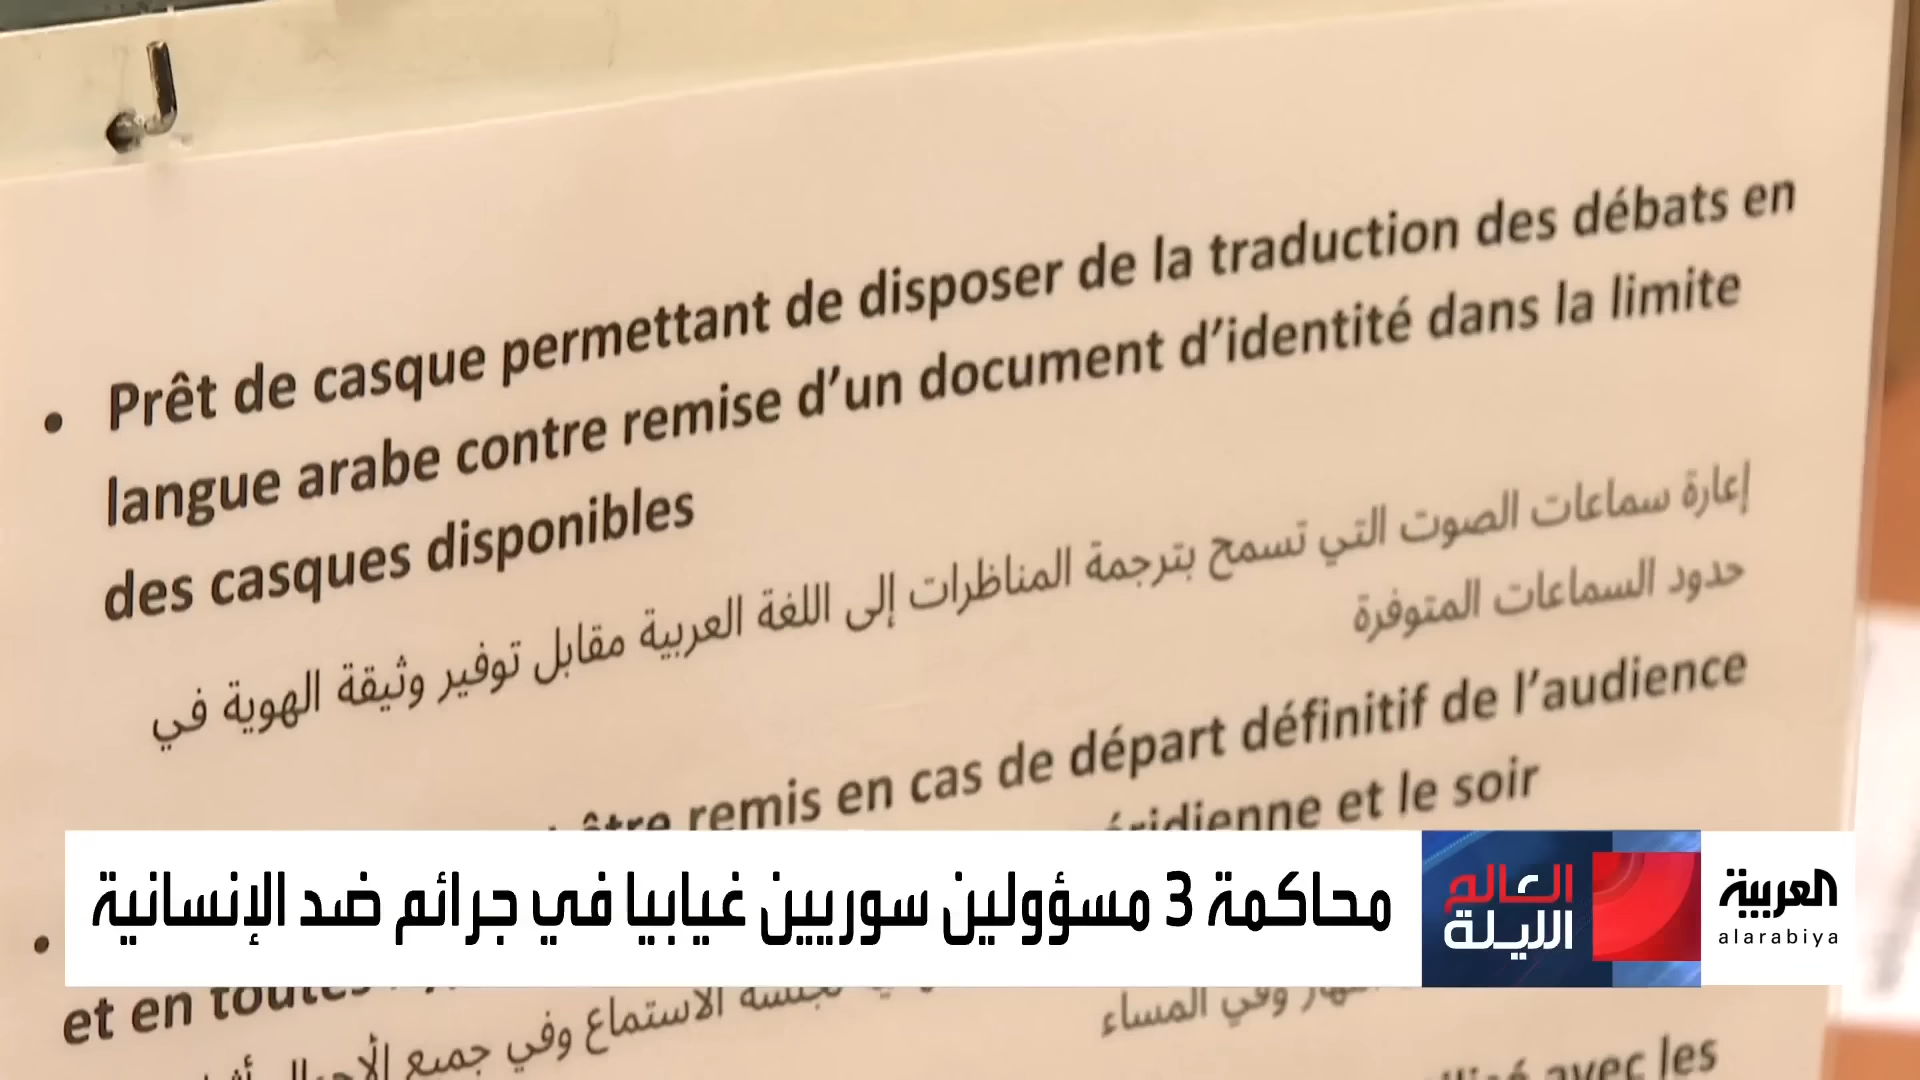 • Prêt de casque permettant de disposer de la traduction des débats en
langue arabe contre remise d’un document d’identité dans la limite
des casques disponibles
إعارة سماعات الصوت التي تسمح بترجمة المناظرات إلى اللغة العربية مقابل توفير وثيقة الهوية في
حدود السماعات المتوفرة
être remis en cas de départ définitif de l’audience
et le soir
محاكمة 3 مسؤولين سوريين غيابيا في جرائم ضد الإنسانية
العالم
الليلة
العربية
alarabiya
• et en toutes
الاستماع وفي جميع
وفي المساء
avec les